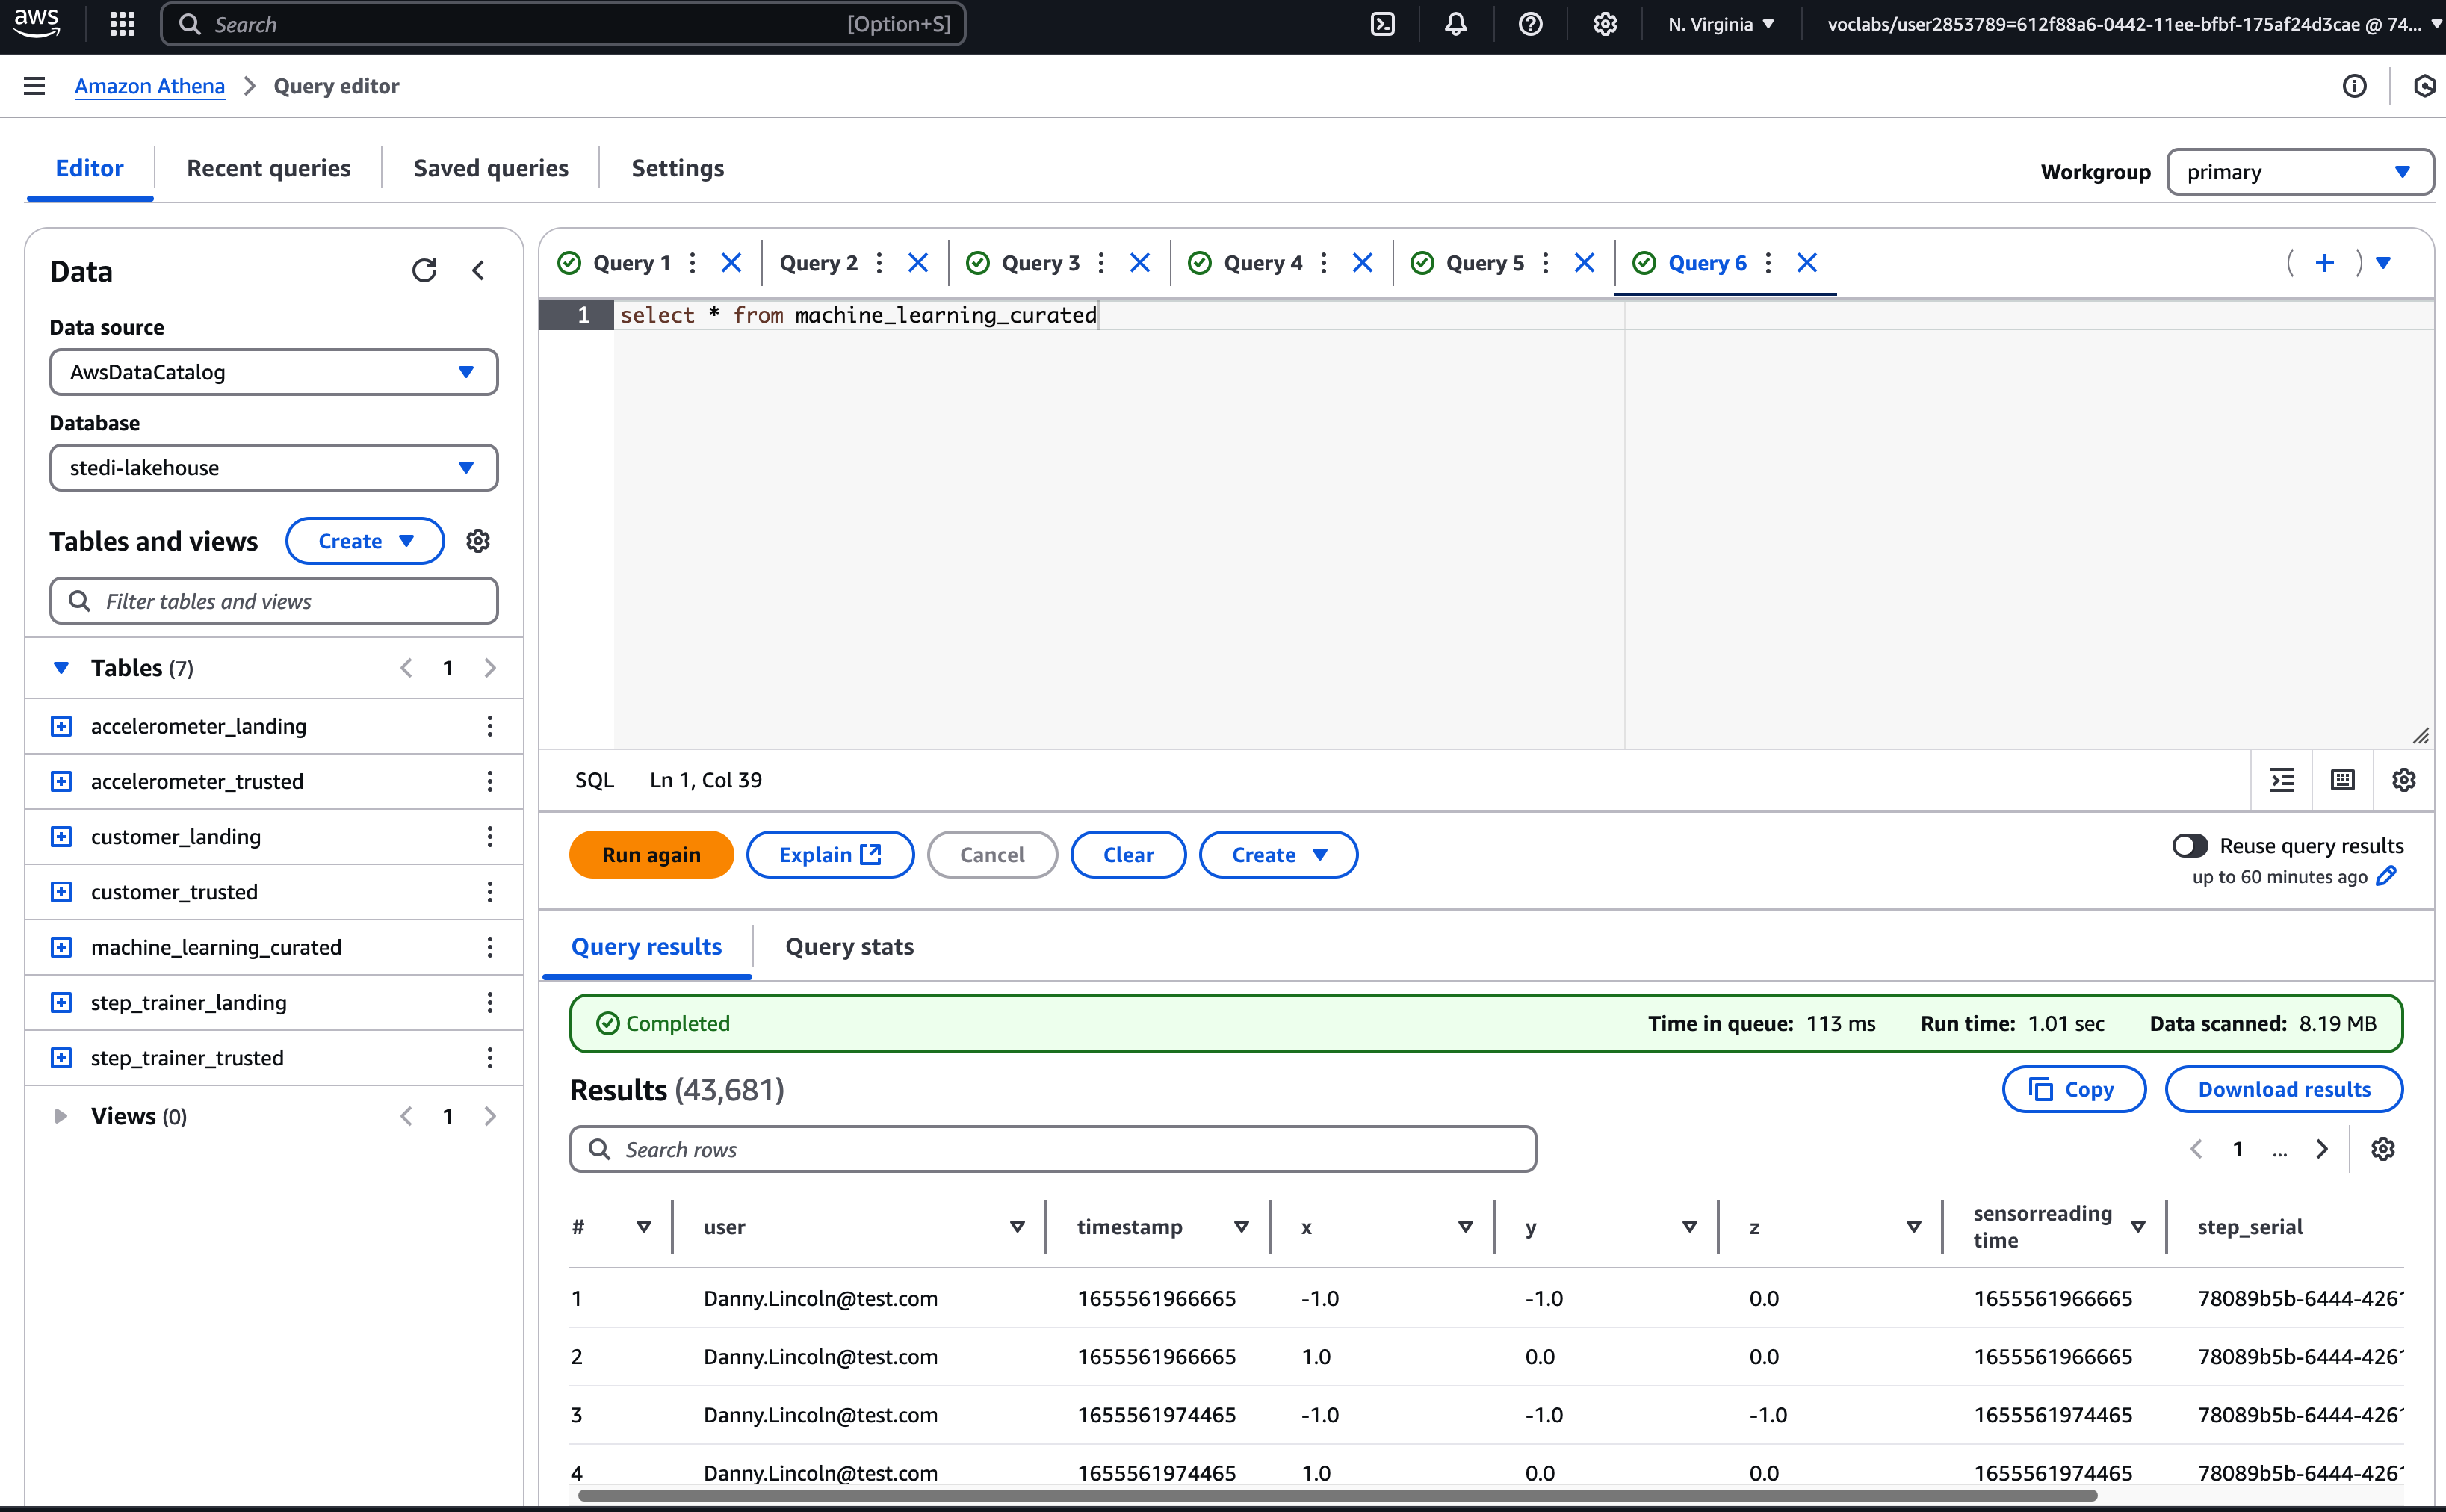 aws
Search [Option+S]
N. Virginia
voclabs/user2853789=612f88a6-0442-11ee-bfbf-175af24d3cae @ 74...
Amazon Athena
Query editor
Editor
Recent queries
Saved queries
Settings
Workgroup
primary
Data
Data source
AwsDataCatalog
Database
stedi-lakehouse
Tables and views
Create
Filter tables and views
Tables (7)
1
accelerometer_landing
accelerometer_trusted
customer_landing
customer_trusted
machine_learning_curated
step_trainer_landing
step_trainer_trusted
Views (0)
1
Query 1
Query 2
Query 3
Query 4
Query 5
Query 6
1 select * from machine_learning_curated
SQL Ln 1, Col 39
Run again
Explain
Cancel
Clear
Create
Reuse query results
up to 60 minutes ago
Query results
Query stats
Completed
Time in queue: 113 ms Run time: 1.01 sec Data scanned: 8.19 MB
Results (43,681)
Copy
Download results
Search rows
1 ...
# user timestamp x y z sensorreading step_serial
time
1 Danny.Lincoln@test.com 1655561966665 -1.0 -1.0 0.0 1655561966665 78089b5b-6444-4261
2 Danny.Lincoln@test.com 1655561966665 1.0 0.0 0.0 1655561966665 78089b5b-6444-4261
3 Danny.Lincoln@test.com 1655561974465 -1.0 -1.0 -1.0 1655561974465 78089b5b-6444-4261
4 Danny.Lincoln@test.com 1655561974465 1.0 0.0 0.0 1655561974465 78089b5b-6444-4261